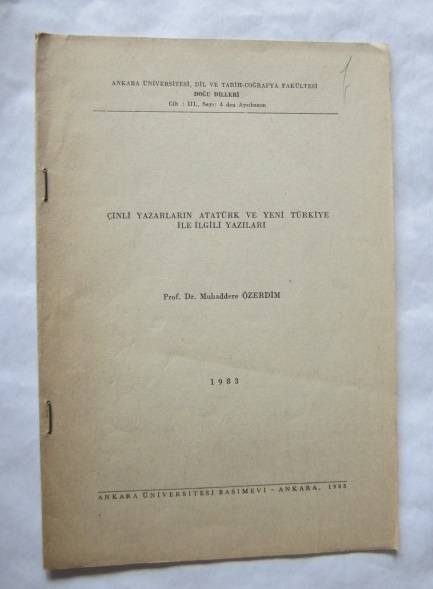 ANKARA ÜNİVERSİTESİ, DİL VE TARİH-COĞRAFYA FAKÜLTESİ
DOĞU DİLLERİ
Cilt : III., Sayı: 4 den Ayrıbasım
ÇİNLİ YAZARLARIN ATATÜRK VE YENİ TÜRKİYE
İLE İLGİLİ YAZILARI
Prof. Dr. Muhaddere ÖZERDİM
1983
ANKARA ÜNİVERSİTESİ BASIMEVİ - ANKARA, 1983